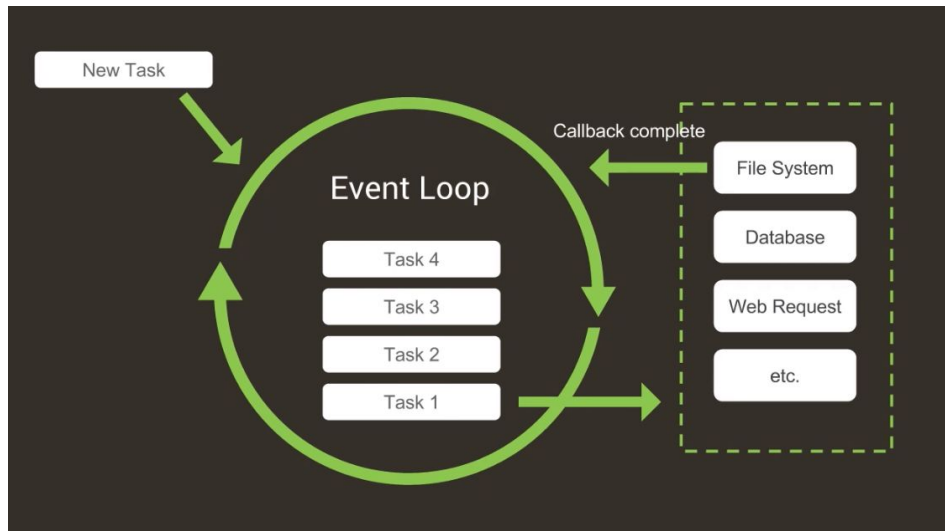 New Task
Callback complete
File System
Event Loop
Database
Task 4
Task 3
Web Request
Task 2
etc.
Task 1